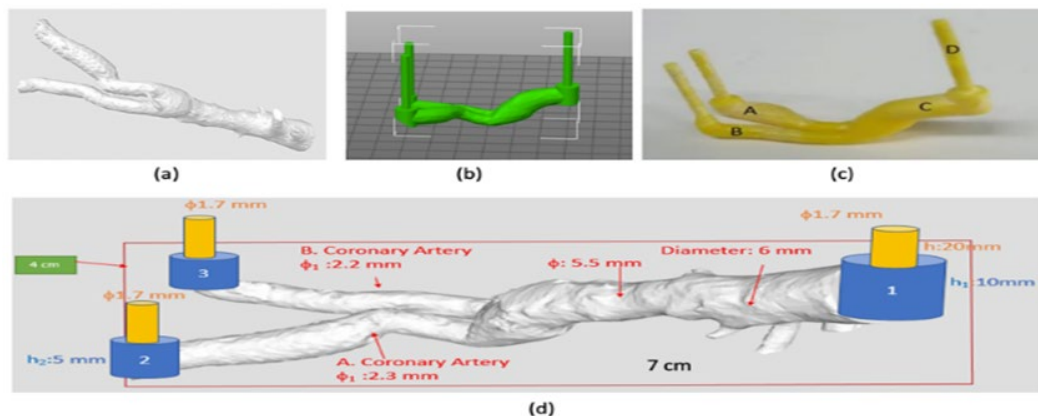 D
A
C
B
(a)
(b)
(c)
ϕ1.7 mm
ϕ1.7 mm
B. Coronary Artery
ϕ₁ :2.2 mm
ϕ: 5.5 mm
Diameter: 6 mm
h:20mm
4 cm
3
1
h₁:10mm
ϕ1.7 mm
h₂:5 mm
2
A. Coronary Artery
ϕ₁ :2.3 mm
7 cm
(d)